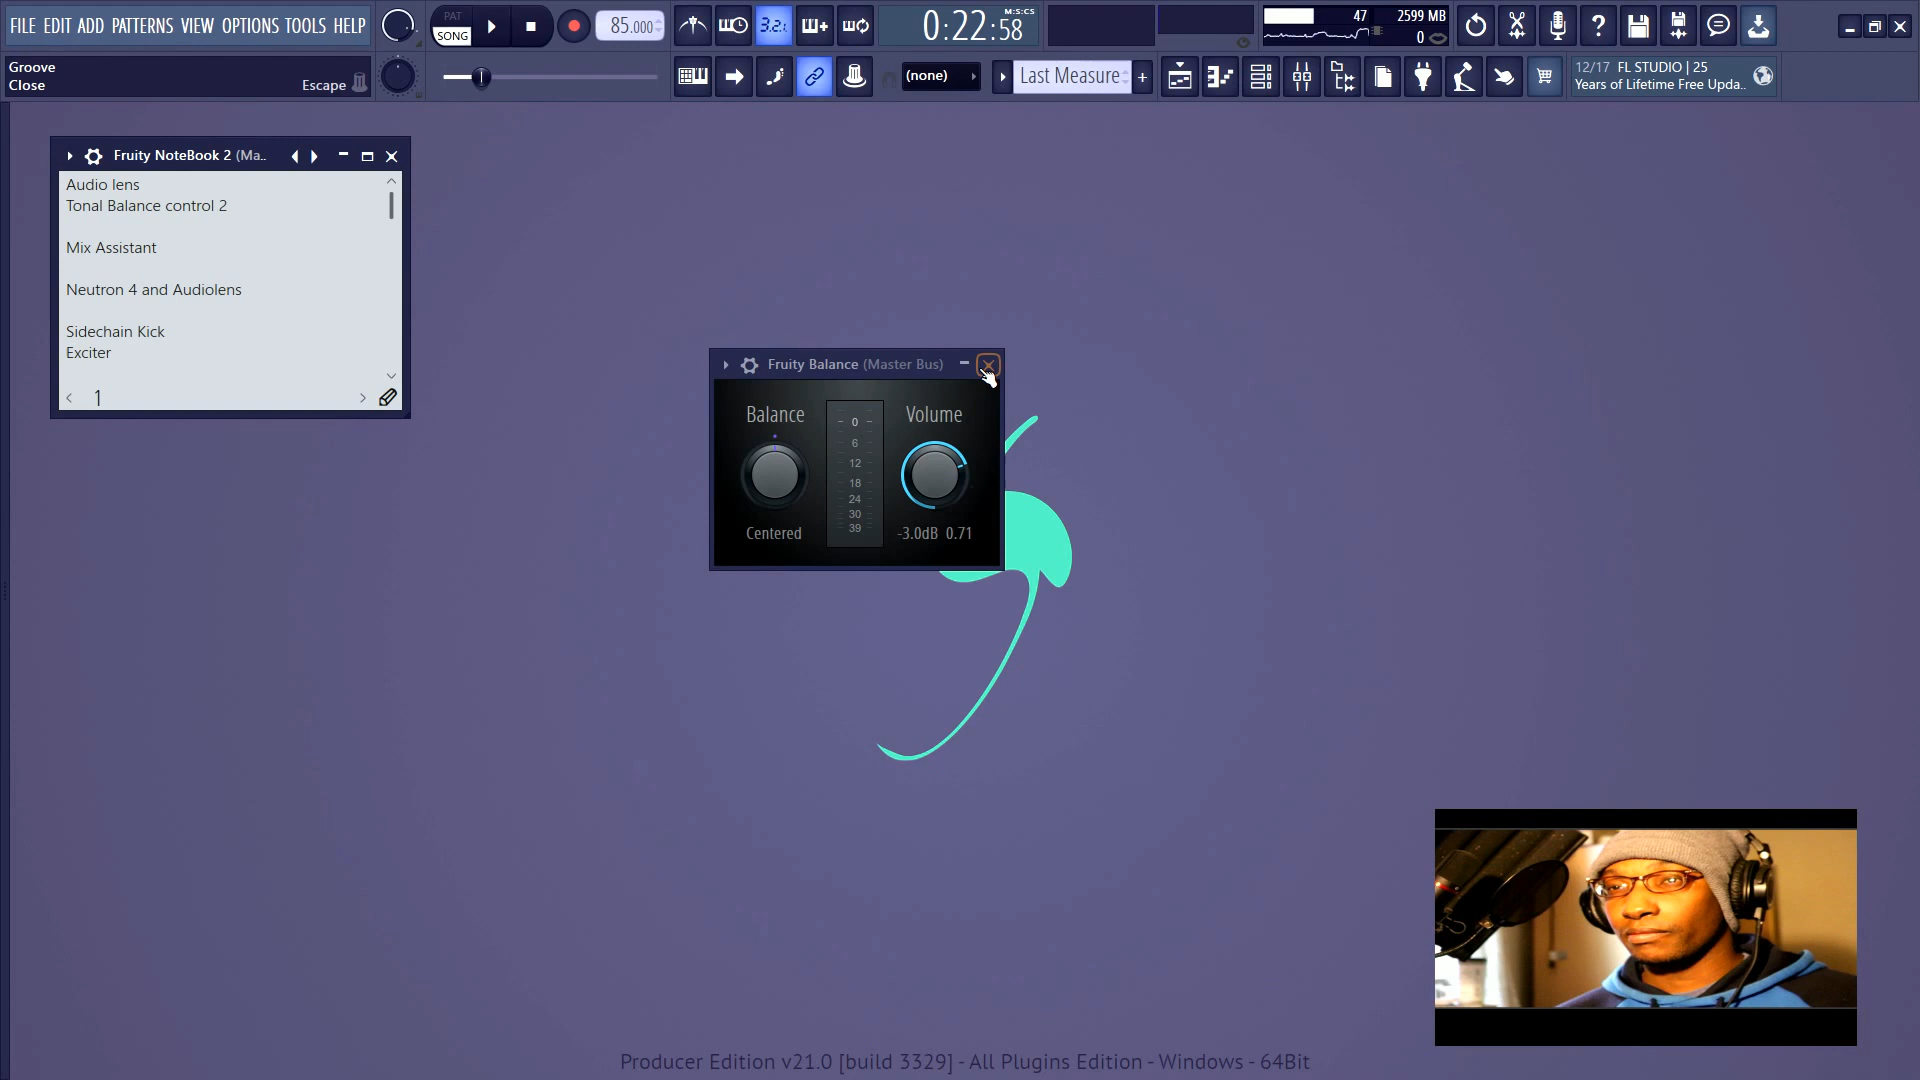 FILE EDIT ADD PATTERNS VIEW OPTIONS TOOLS HELP
PAT
SONG
85.000
3.2.
0:22:58
M:S:CS
47
2599 MB
0
Groove
Close
Escape
(none)
Last Measure
12/17 FL STUDIO | 25
Years of Lifetime Free Upda..
Fruity NoteBook 2 (Ma..
Audio lens
Tonal Balance control 2
Mix Assistant
Neutron 4 and Audiolens
Sidechain Kick
Exciter
1
Fruity Balance (Master Bus)
Balance
Volume
0
6
12
18
24
30
39
Centered
-3.0dB 0.71
Producer Edition v21.0 [build 3329] - All Plugins Edition - Windows - 64Bit